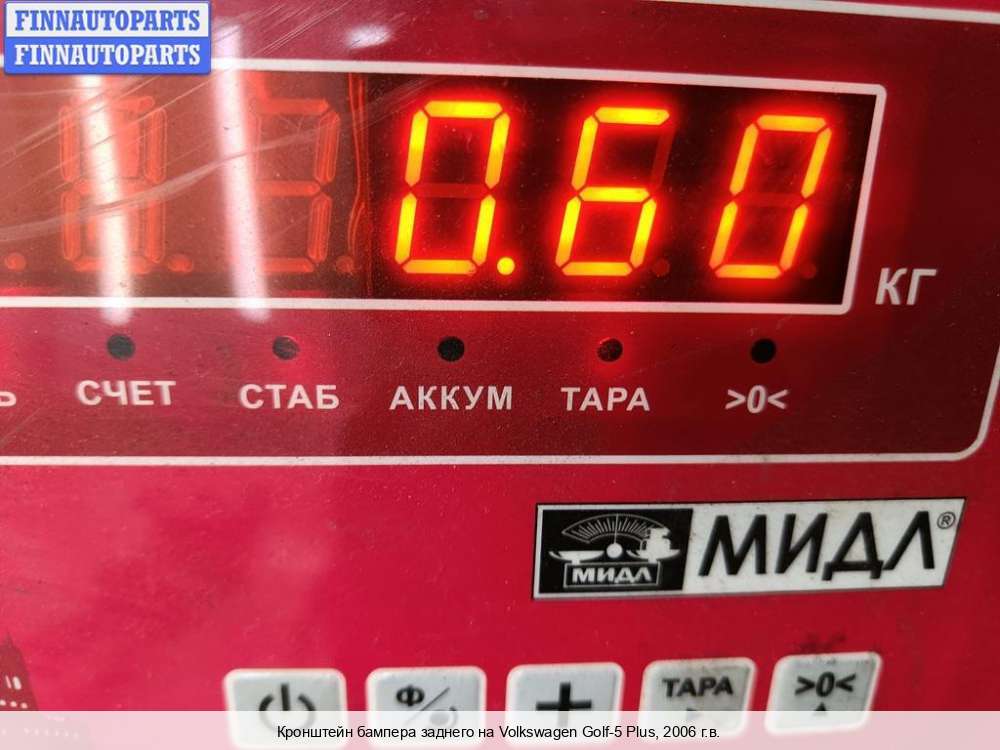 FINNAUTOPARTS
FINNAUTOPARTS
0.60
КГ
СЧЕТ СТАБ АККУМ ТАРА >0<
МИДЛ МИДЛ®
Ф/ + ТАРА >0<
Кронштейн бампера заднего на Volkswagen Golf-5 Plus, 2006 г.в.